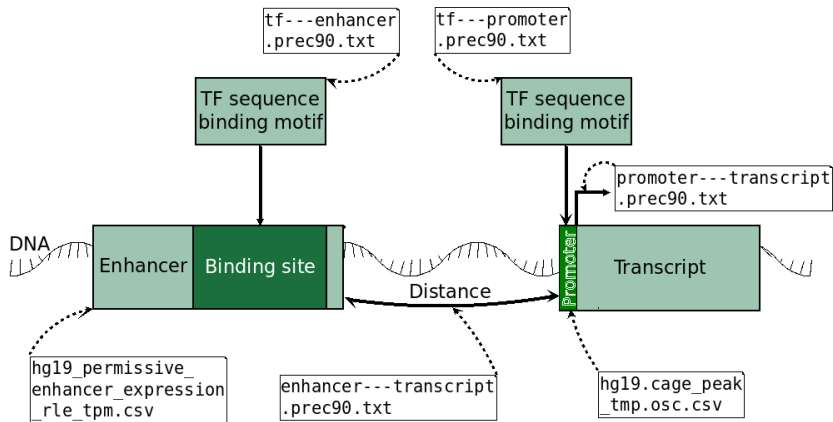 tf---enhancer
.prec90.txt
tf---promoter
.prec90.txt
TF sequence
binding motif
TF sequence
binding motif
promoter---transcript
.prec90.txt
DNA
Enhancer
Binding site
Promoter
Transcript
Distance
hg19_permissive_
enhancer_expression
_rle_tpm.csv
enhancer---transcript
.prec90.txt
hg19.cage_peak
_tmp.osc.csv